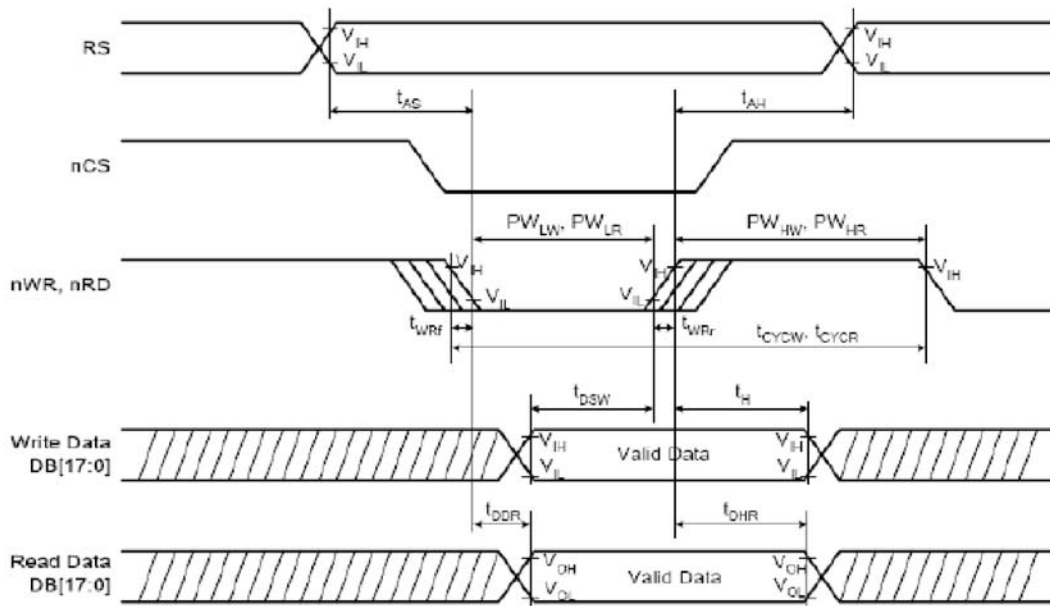 RS
V_IH
V_IL
V_IH
V_IL
t_AS
t_AH
nCS
PW_LW, PW_LR
PW_HW, PW_HR
nWR, nRD
V_IH
V_IL
V_IH
V_IL
V_IH
t_WRf
t_WRr
t_CYCW, t_CYCR
t_DSW
t_H
Write Data
DB[17:0]
V_IH
V_IL
Valid Data
V_IH
V_IL
t_DDR
t_DHR
Read Data
DB[17:0]
V_OH
V_OL
Valid Data
V_OH
V_OL